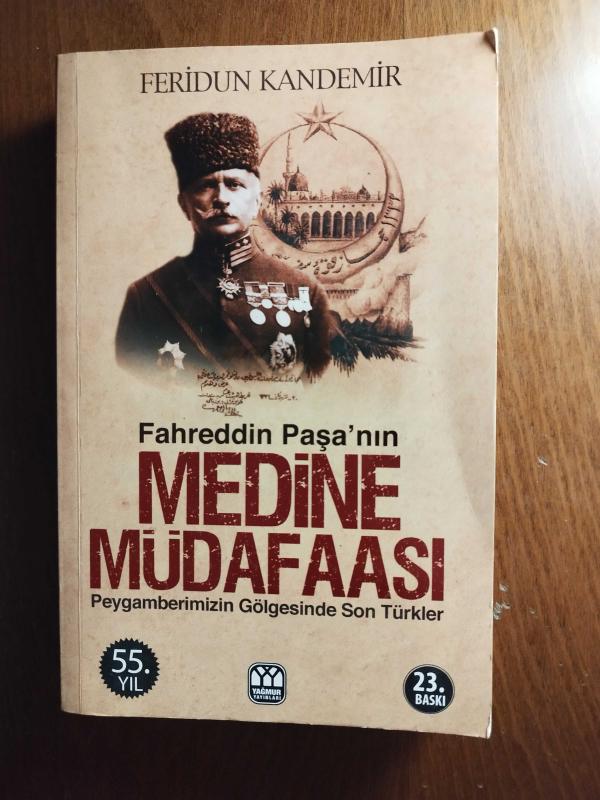 FERİDUN KANDEMİR
Fahreddin Paşa'nın
MEDİNE
MÜDAFAASI
Peygamberimizin Gölgesinde Son Türkler
55.
YIL
YAĞMUR
YAYINLARI
23.
BASKI